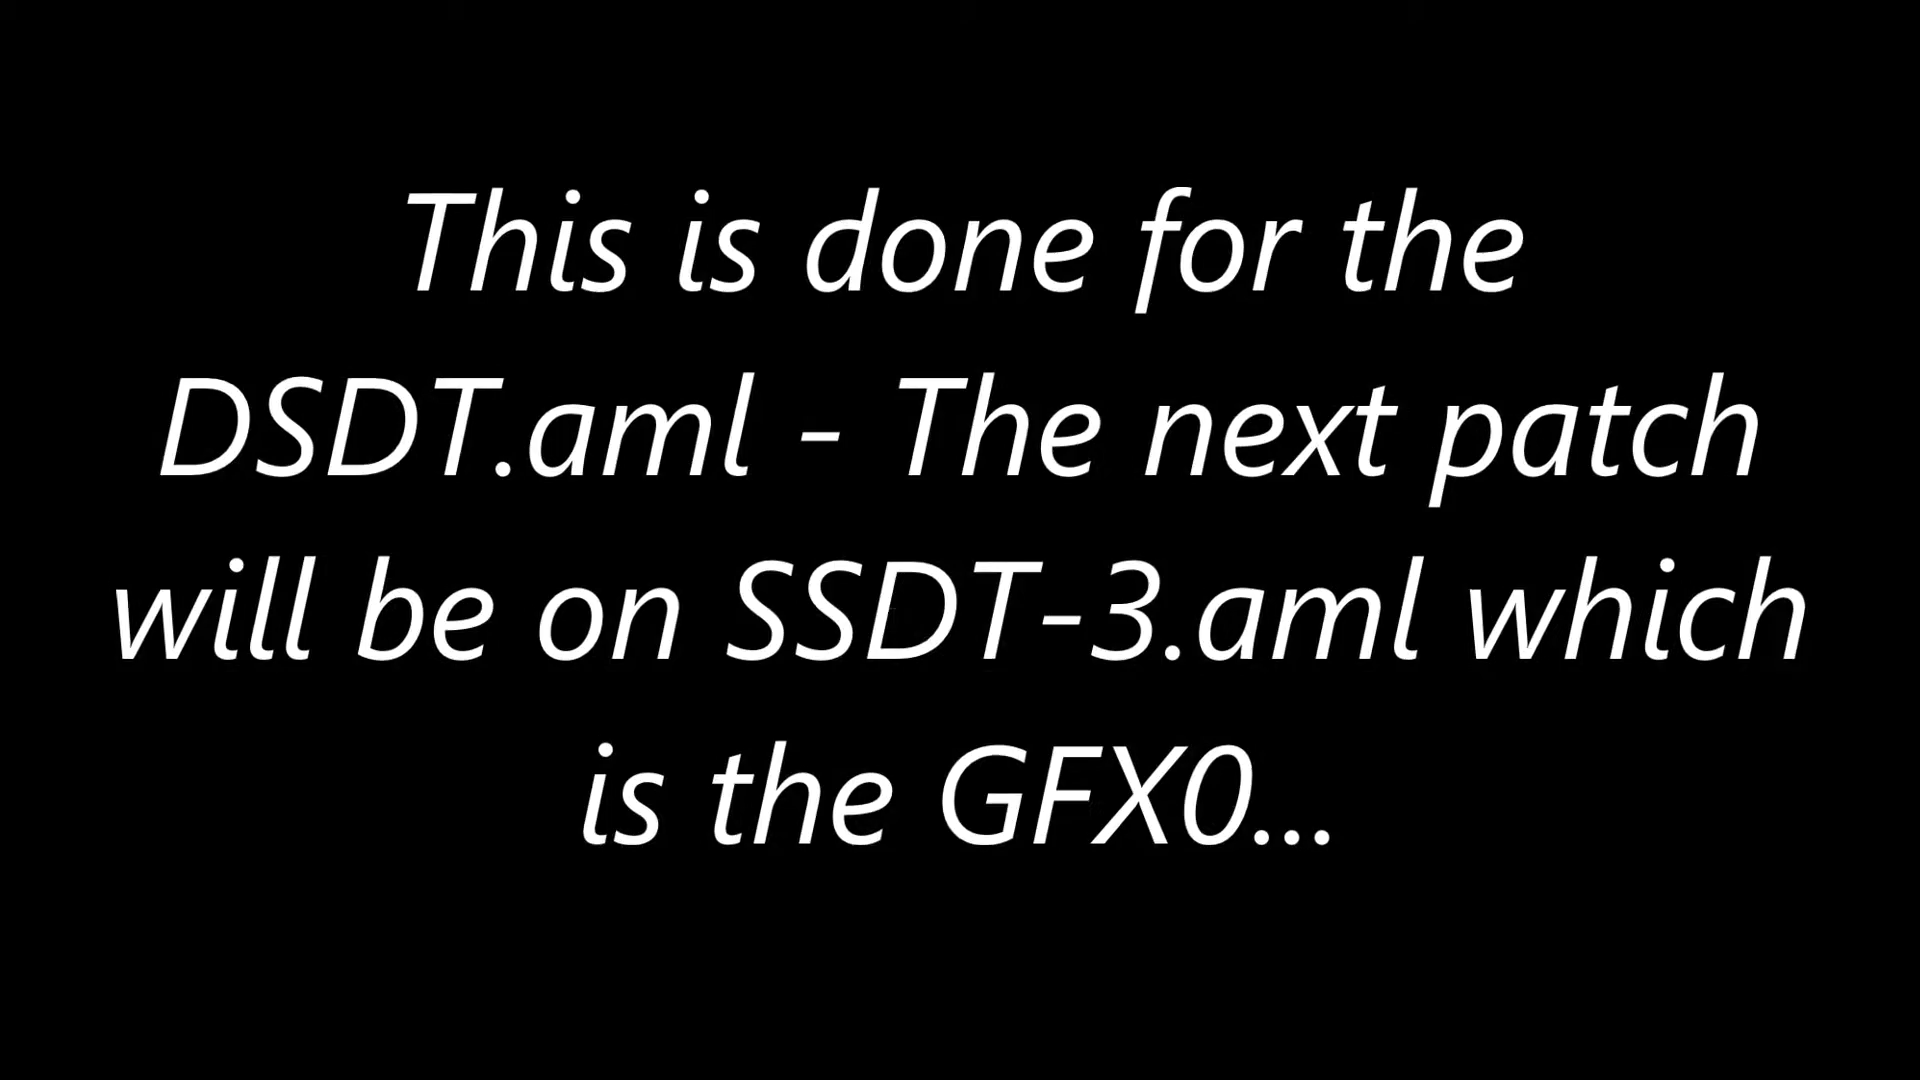 This is done for the
DSDT.aml - The next patch
will be on SSDT-3.aml which
is the GFX0...